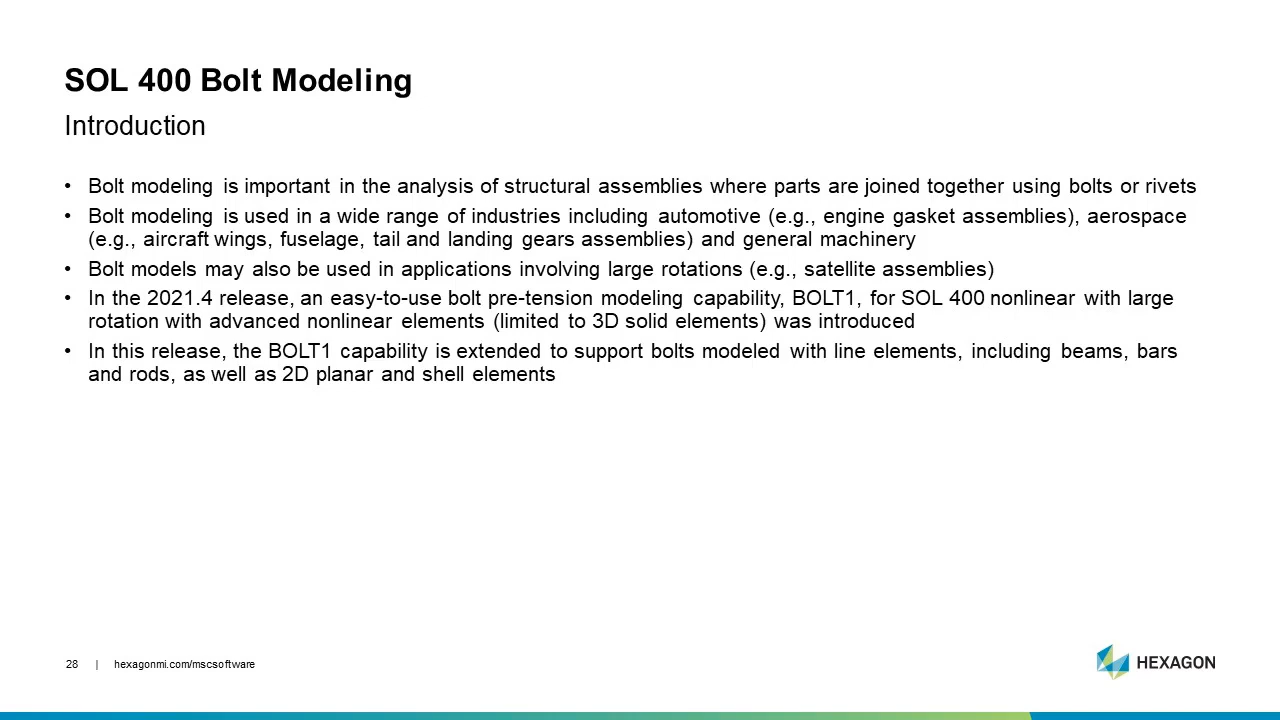 SOL 400 Bolt Modeling
Introduction
• Bolt modeling is important in the analysis of structural assemblies where parts are joined together using bolts or rivets
• Bolt modeling is used in a wide range of industries including automotive (e.g., engine gasket assemblies), aerospace
(e.g., aircraft wings, fuselage, tail and landing gears assemblies) and general machinery
• Bolt models may also be used in applications involving large rotations (e.g., satellite assemblies)
• In the 2021.4 release, an easy-to-use bolt pre-tension modeling capability, BOLT1, for SOL 400 nonlinear with large
rotation with advanced nonlinear elements (limited to 3D solid elements) was introduced
• In this release, the BOLT1 capability is extended to support bolts modeled with line elements, including beams, bars
and rods, as well as 2D planar and shell elements
28 | hexagonmi.com/mscsoftware
HEXAGON